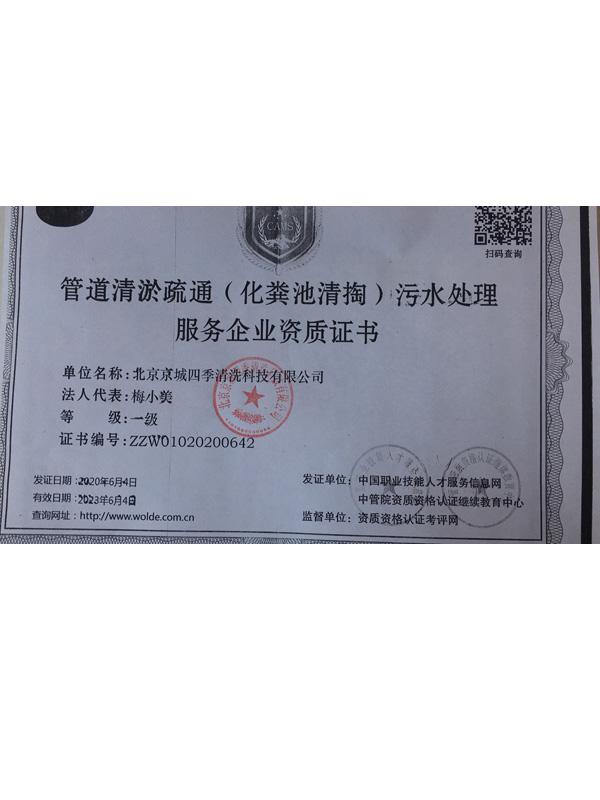 CAMS
扫码查询
管道清淤疏通（化粪池清掏）污水处理
服务企业资质证书
单位名称:北京京城四季清洗科技有限公司
法人代表:梅小美
等 级:一级
证书编号:ZZW01020200642
发证日期:2020年6月4日
有效日期:2023年6月4日
查询网址:http://www.wolde.com.cn
发证单位:中国职业技能人才服务信息网
中管院资质资格认证继续教育中心
监督单位:资质资格认证考评网